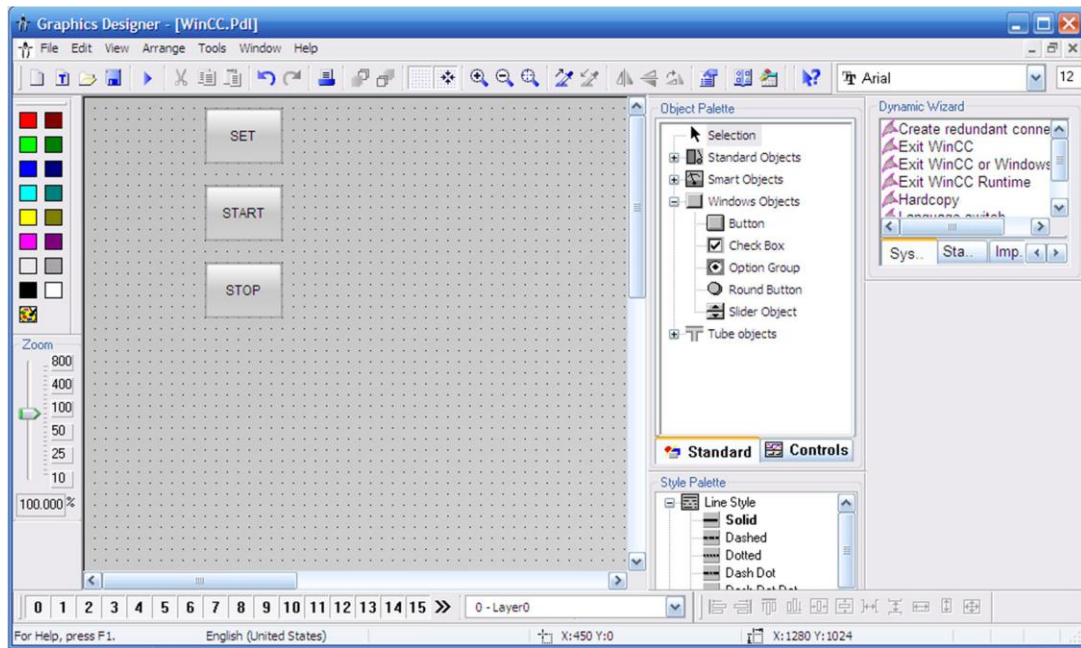 Graphics Designer - [WinCC.Pdl]
File Edit View Arrange Tools Window Help
Arial 12
SET
START
STOP
Zoom
800
400
100
50
25
10
100.000 %
Object Palette
Selection
Standard Objects
Smart Objects
Windows Objects
Button
Check Box
Option Group
Round Button
Slider Object
Tube objects
Standard Controls
Style Palette
Line Style
Solid
Dashed
Dotted
Dash Dot
Dash Dot Dot
Dynamic Wizard
Create redundant conne
Exit WinCC
Exit WinCC or Windows
Exit WinCC Runtime
Hardcopy
Language switch
Sys.. Sta.. Imp.
0 1 2 3 4 5 6 7 8 9 10 11 12 13 14 15 0 - Layer0
For Help, press F1. English (United States) X:450 Y:0 X:1280 Y:1024